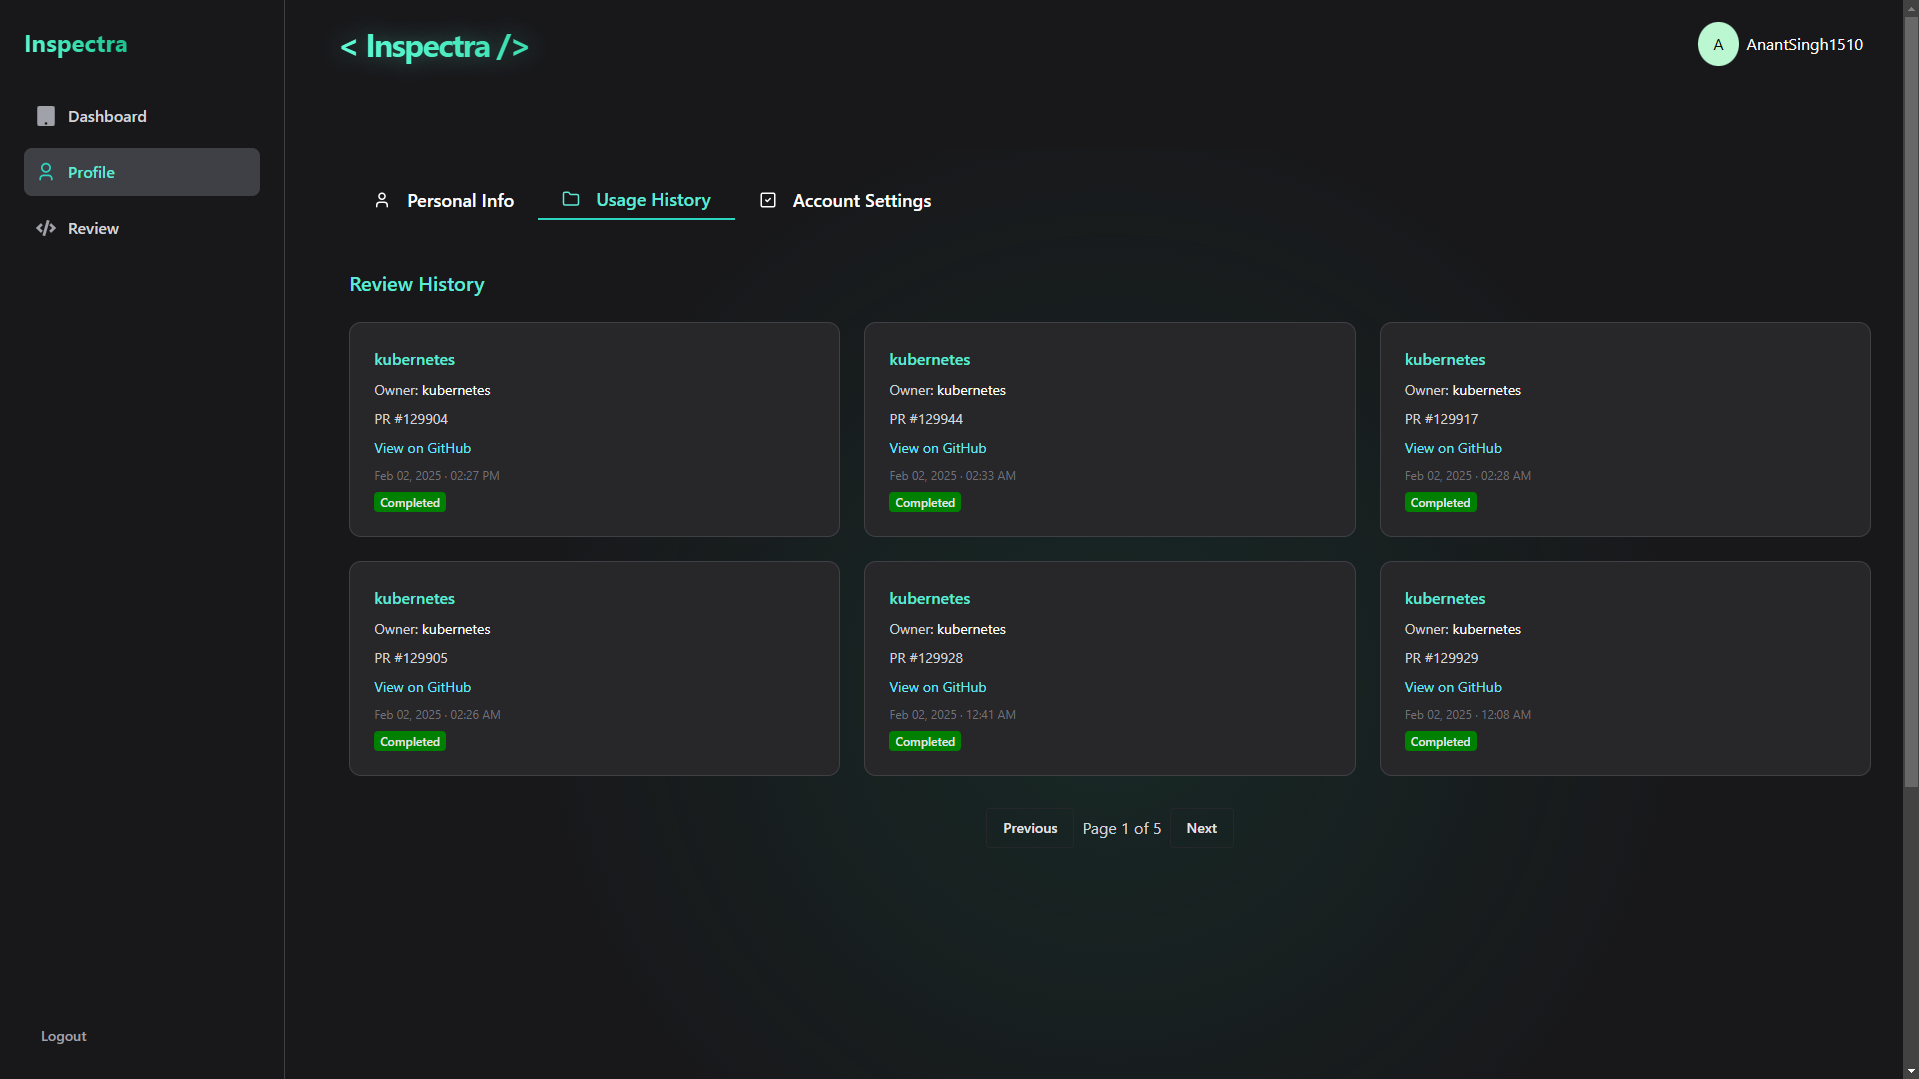 Inspectra
Dashboard
Profile
Review
Logout
< Inspectra />
A
AnantSingh1510
Personal Info
Usage History
Account Settings
Review History
kubernetes
Owner: kubernetes
PR #129904
View on GitHub
Feb 02, 2025 · 02:27 PM
Completed
kubernetes
Owner: kubernetes
PR #129944
View on GitHub
Feb 02, 2025 · 02:33 AM
Completed
kubernetes
Owner: kubernetes
PR #129917
View on GitHub
Feb 02, 2025 · 02:28 AM
Completed
kubernetes
Owner: kubernetes
PR #129905
View on GitHub
Feb 02, 2025 · 02:26 AM
Completed
kubernetes
Owner: kubernetes
PR #129928
View on GitHub
Feb 02, 2025 · 12:41 AM
Completed
kubernetes
Owner: kubernetes
PR #129929
View on GitHub
Feb 02, 2025 · 12:08 AM
Completed
Previous
Page 1 of 5
Next